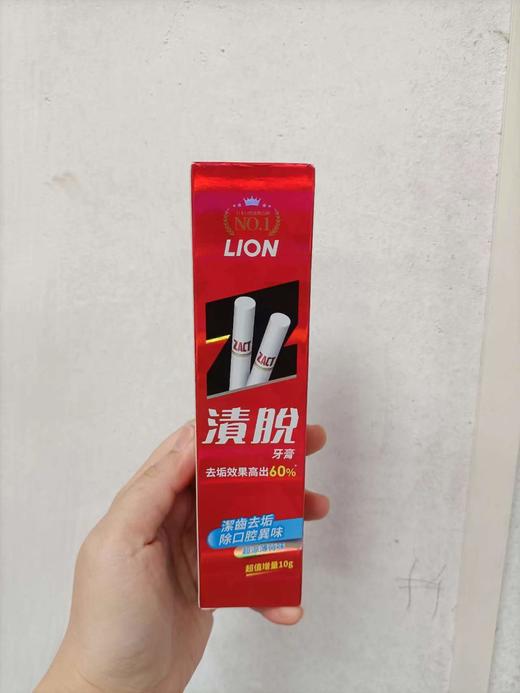 NO.1
LION
ZACT
ZACT
漬脫
牙膏
去垢效果高出60%*
潔齒去垢
除口腔異味
超值增量10g